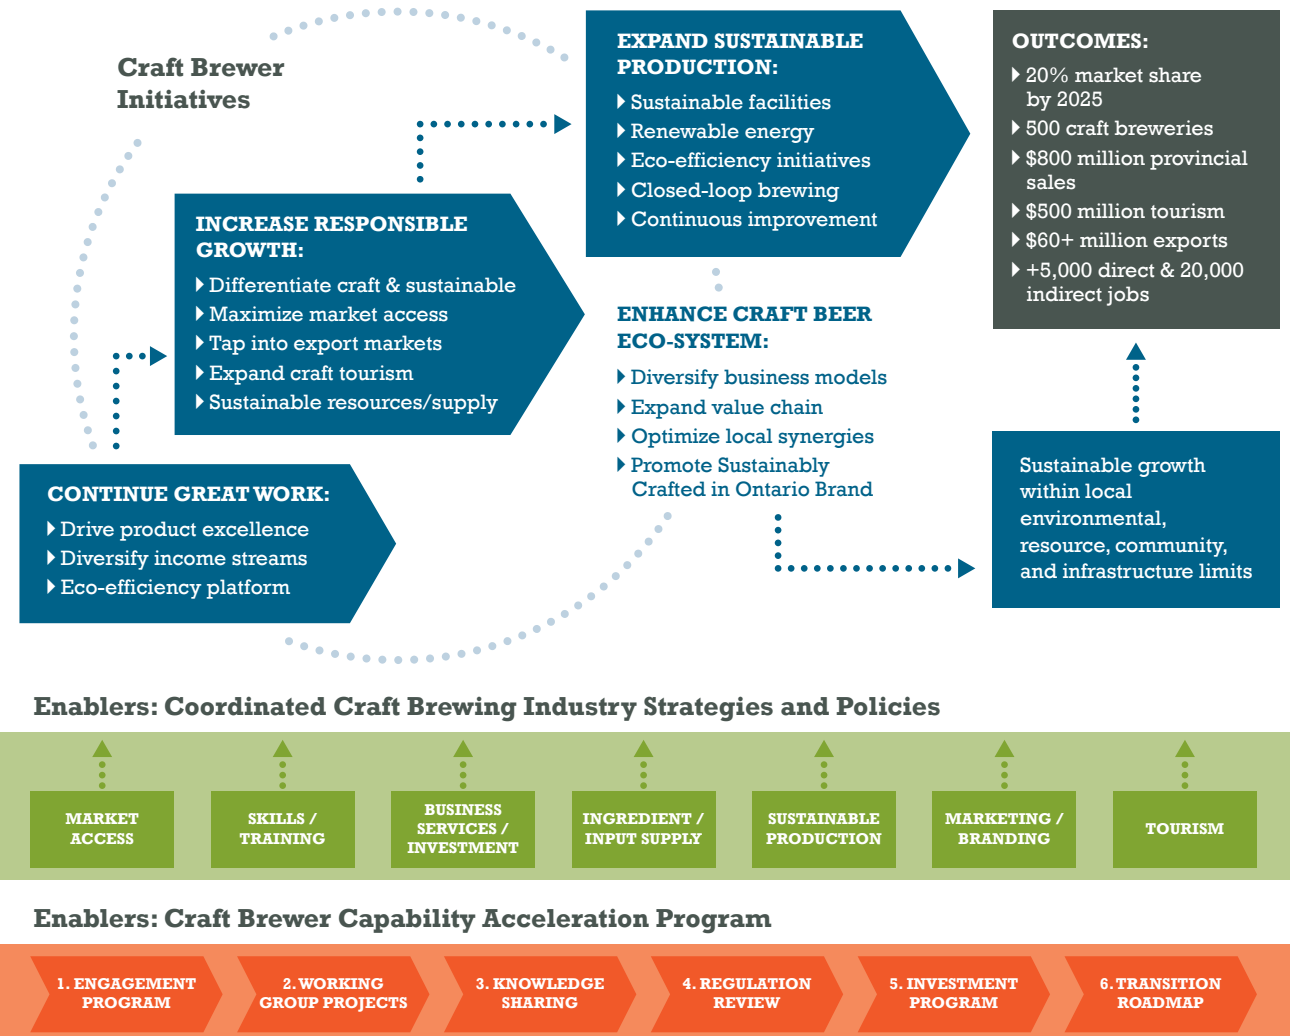 Craft Brewer
Initiatives
CONTINUE GREAT WORK:
Drive product excellence
Diversify income streams
Eco-efficiency platform
INCREASE RESPONSIBLE
GROWTH:
Differentiate craft & sustainable
Maximize market access
Tap into export markets
Expand craft tourism
Sustainable resources/supply
EXPAND SUSTAINABLE
PRODUCTION:
Sustainable facilities
Renewable energy
Eco-efficiency initiatives
Closed-loop brewing
Continuous improvement
ENHANCE CRAFT BEER
ECO-SYSTEM:
Diversify business models
Expand value chain
Optimize local synergies
Promote Sustainably
Crafted in Ontario Brand
Sustainable growth
within local
environmental,
resource, community,
and infrastructure limits
OUTCOMES:
20% market share
by 2025
500 craft breweries
$800 million provincial
sales
$500 million tourism
$60+ million exports
+5,000 direct & 20,000
indirect jobs
Enablers: Coordinated Craft Brewing Industry Strategies and Policies
MARKET
ACCESS
SKILLS /
TRAINING
BUSINESS
SERVICES /
INVESTMENT
INGREDIENT /
INPUT SUPPLY
SUSTAINABLE
PRODUCTION
MARKETING /
BRANDING
TOURISM
Enablers: Craft Brewer Capability Acceleration Program
1. ENGAGEMENT
PROGRAM
2. WORKING
GROUP PROJECTS
3. KNOWLEDGE
SHARING
4. REGULATION
REVIEW
5. INVESTMENT
PROGRAM
6. TRANSITION
ROADMAP